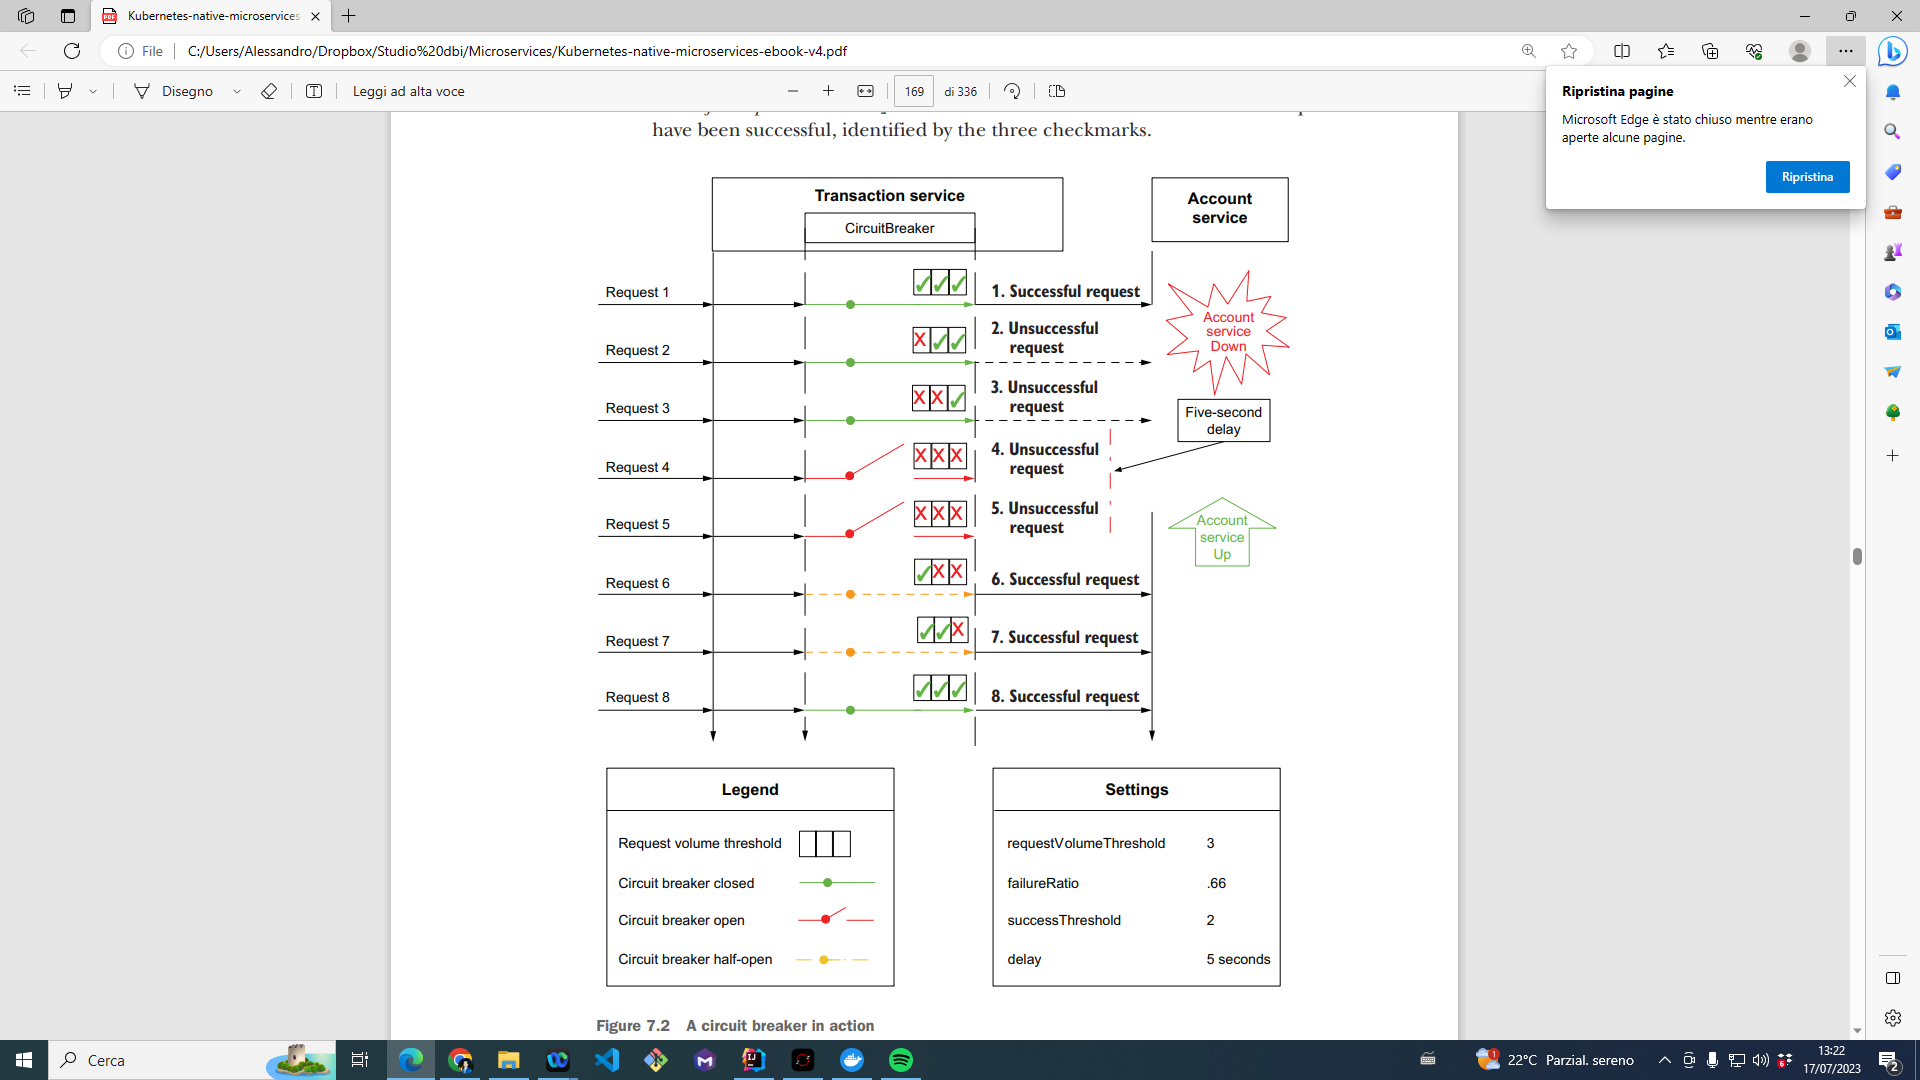 Kubernetes-native-microservices
File
C:/Users/Alessandro/Dropbox/Studio%20dbi/Microservices/Kubernetes-native-microservices-ebook-v4.pdf
Disegno
Leggi ad alta voce
169
di 336
Ripristina pagine
Microsoft Edge è stato chiuso mentre erano
aperte alcune pagine.
Ripristina
have been successful, identified by the three checkmarks.
Transaction service
CircuitBreaker
Account
service
Request 1
1. Successful request
Account
service
Down
Request 2
2. Unsuccessful
request
Request 3
3. Unsuccessful
request
Five-second
delay
Request 4
4. Unsuccessful
request
Request 5
5. Unsuccessful
request
Account
service
Up
Request 6
6. Successful request
Request 7
7. Successful request
Request 8
8. Successful request
Legend
Request volume threshold
Circuit breaker closed
Circuit breaker open
Circuit breaker half-open
Settings
requestVolumeThreshold 3
failureRatio .66
successThreshold 2
delay 5 seconds
Figure 7.2 A circuit breaker in action
Cerca
22°C Parzial. sereno
13:22
17/07/2023